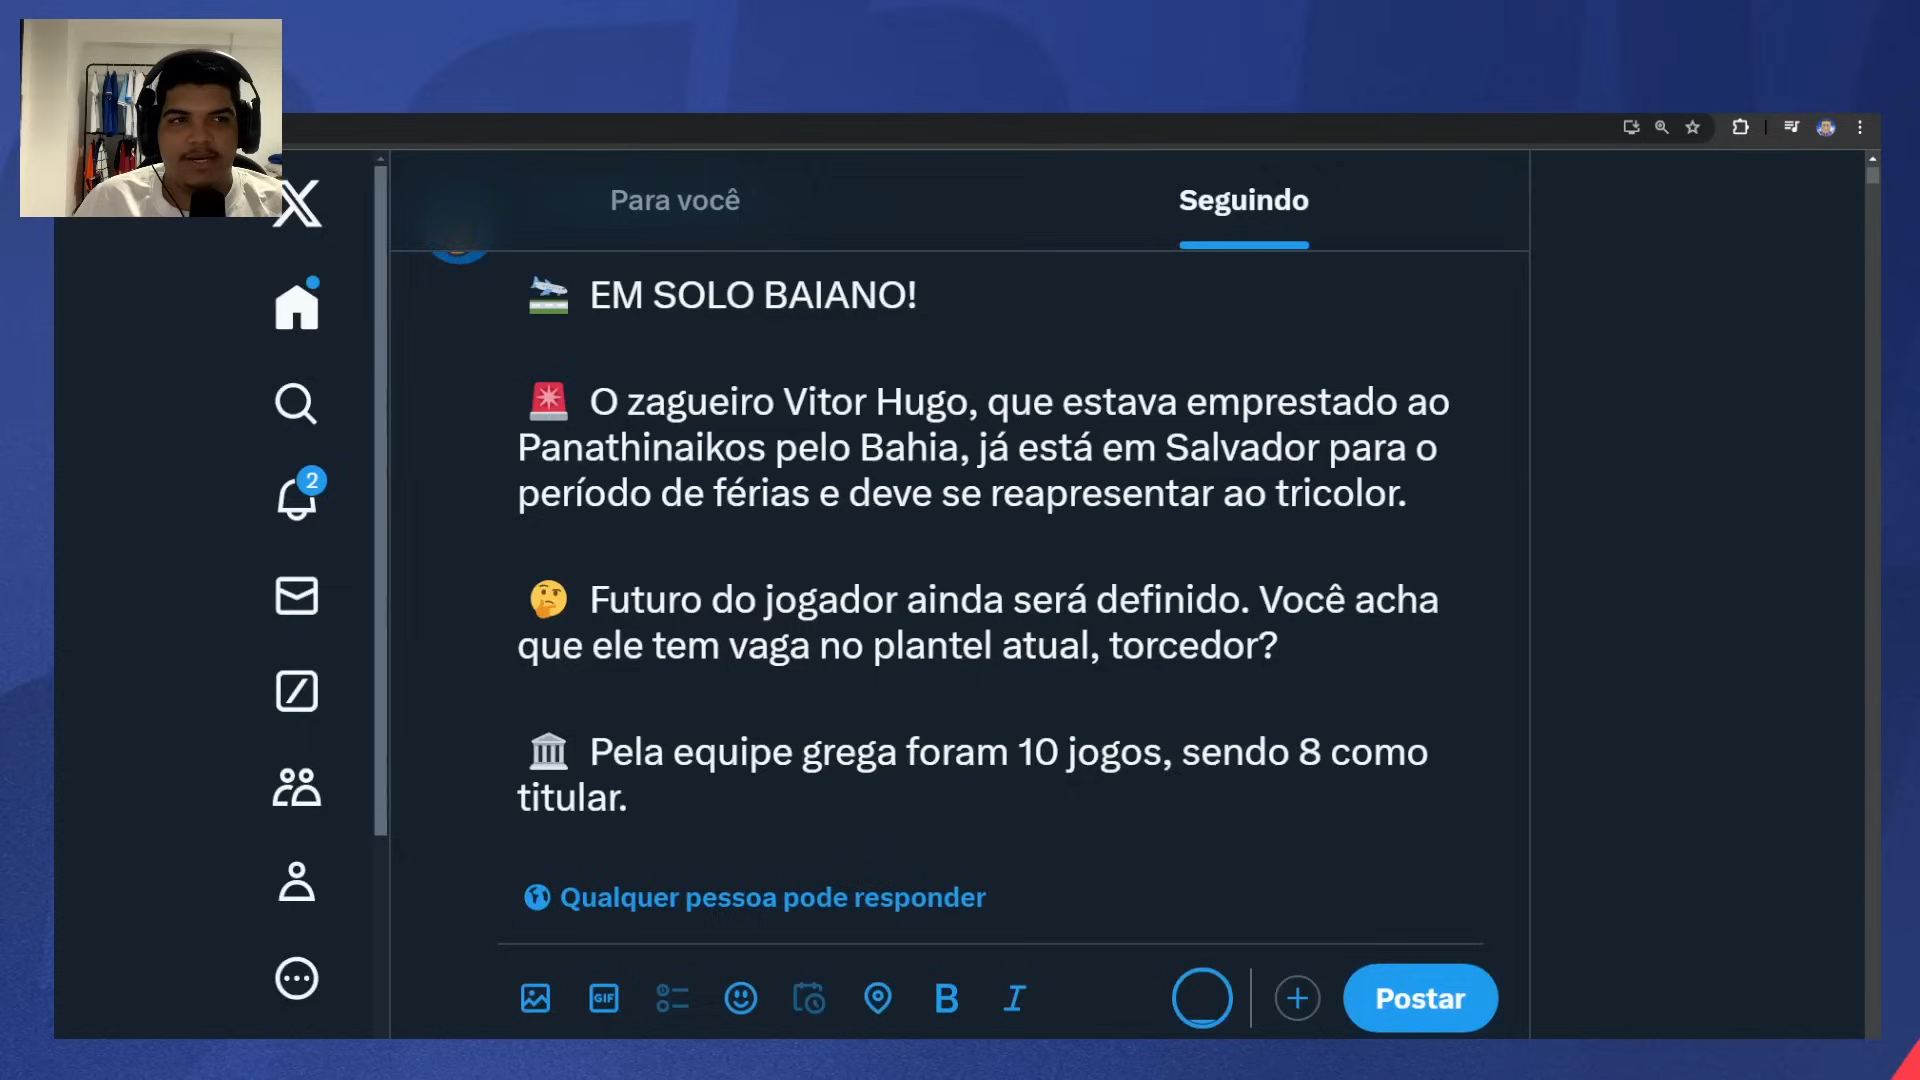 Para você
Seguindo
EM SOLO BAIANO!
O zagueiro Vitor Hugo, que estava emprestado ao
Panathinaikos pelo Bahia, já está em Salvador para o
período de férias e deve se reapresentar ao tricolor.
2
Futuro do jogador ainda será definido. Você acha
que ele tem vaga no plantel atual, torcedor?
Pela equipe grega foram 10 jogos, sendo 8 como
titular.
Qualquer pessoa pode responder
GIF
B
I
Postar